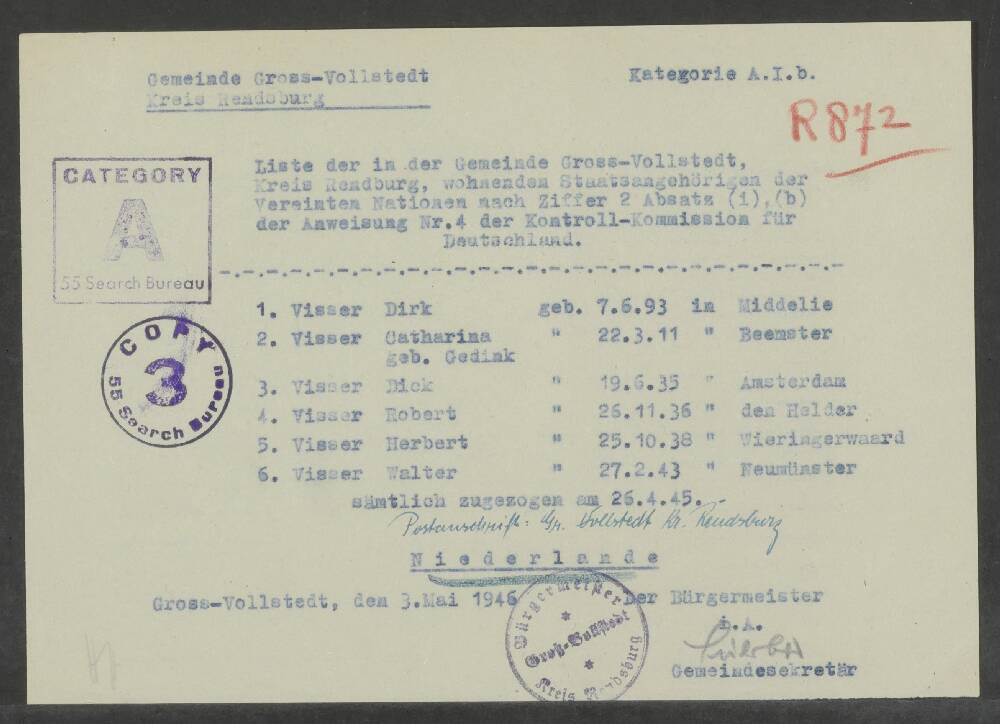 Gemeinde Gross-Vollstedt
Kreis Rendsburg
Kategorie A.I.b.
R 872
CATEGORY
A
55 Search Bureau
Liste der in der Gemeinde Gross-Vollstedt,
Kreis Rendburg, wohnenden Staatsangehörigen der
Vereinten Nationen nach Ziffer 2 Absatz (i),(b)
der Anweisung Nr.4 der Kontroll-Kommission für
Deutschland.
COPY
3
55 Search Bureau
1. Visser Dirk geb. 7.6.93 in Middelie
2. Visser Catharina " 22.3.11 " Beemster
geb. Gedink
3. Visser Dick " 19.6.35 " Amsterdam
4. Visser Robert " 26.11.36 " den Helder
5. Visser Herbert " 25.10.38 " Wieringerwaard
6. Visser Walter " 27.2.43 " Neumünster
sämtlich zugezogen am 26.4.45.-
Postanschrift: Gr. Vollstedt Kr. Rendsburg
Niederlande
Gross-Vollstedt, den 3.Mai 1946
Der Bürgermeister
i.A.
Gemeindesekretär
Bürgermeister
Groß-Vollstedt
Kreis Rendsburg